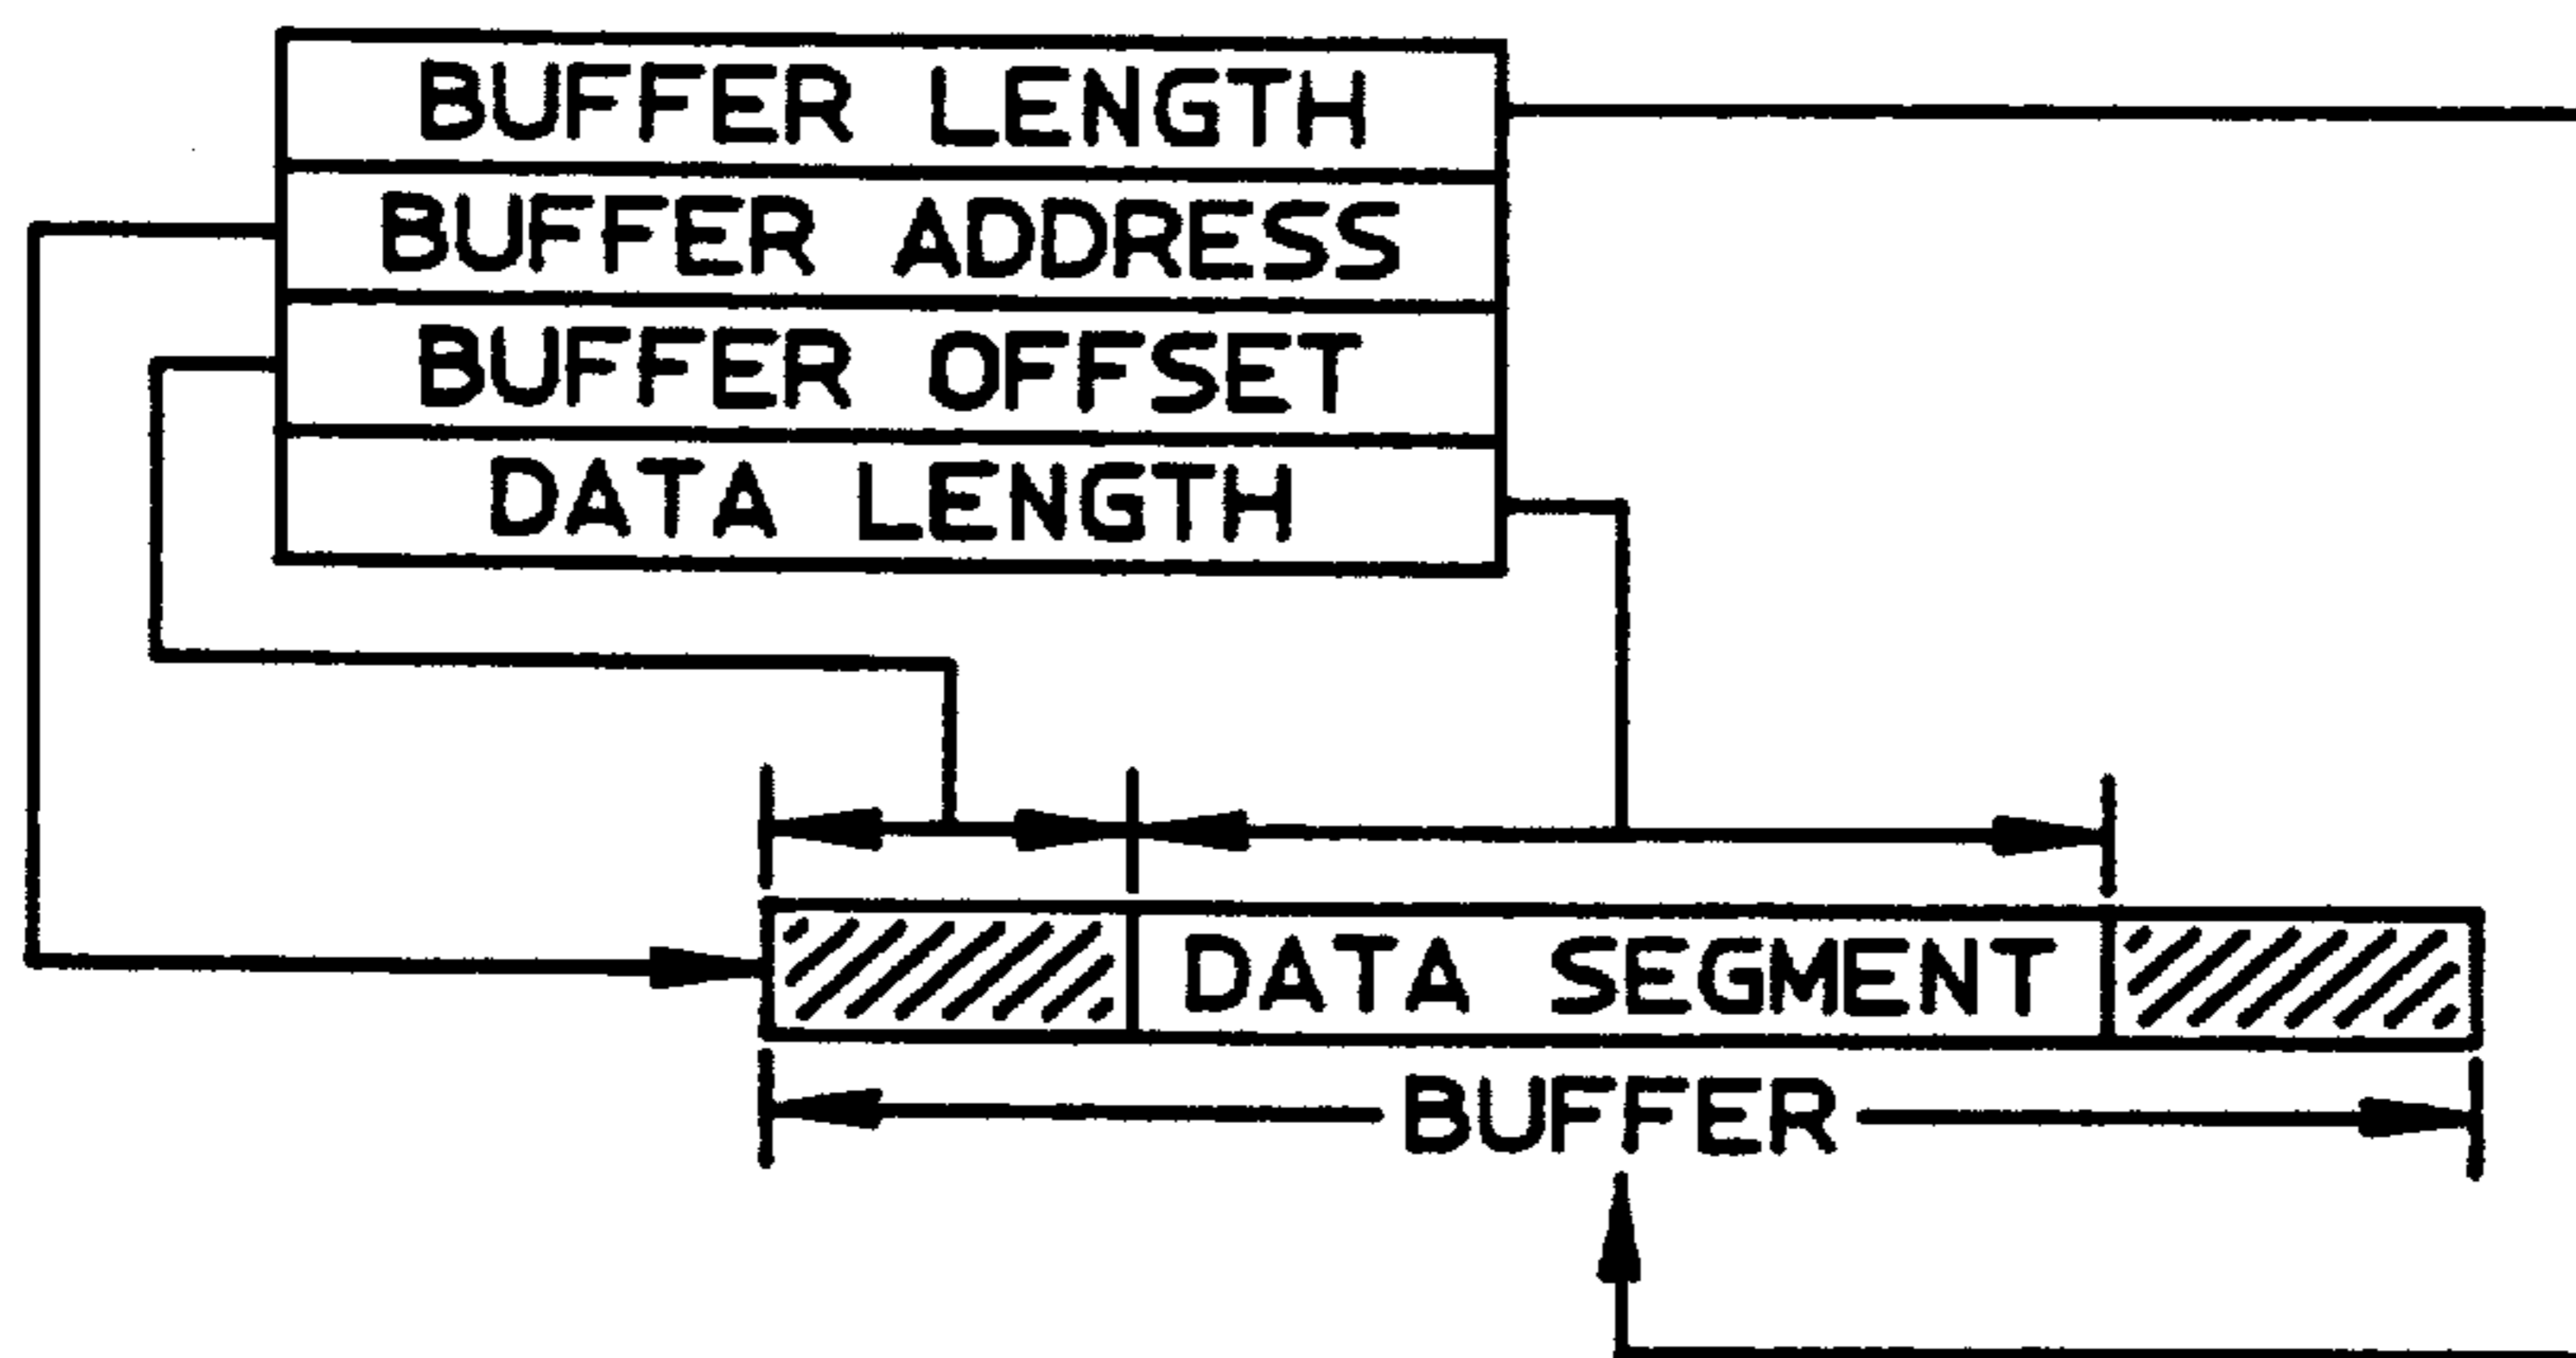 BUFFER LENGTH
BUFFER ADDRESS
BUFFER OFFSET
DATA LENGTH
DATA SEGMENT
BUFFER